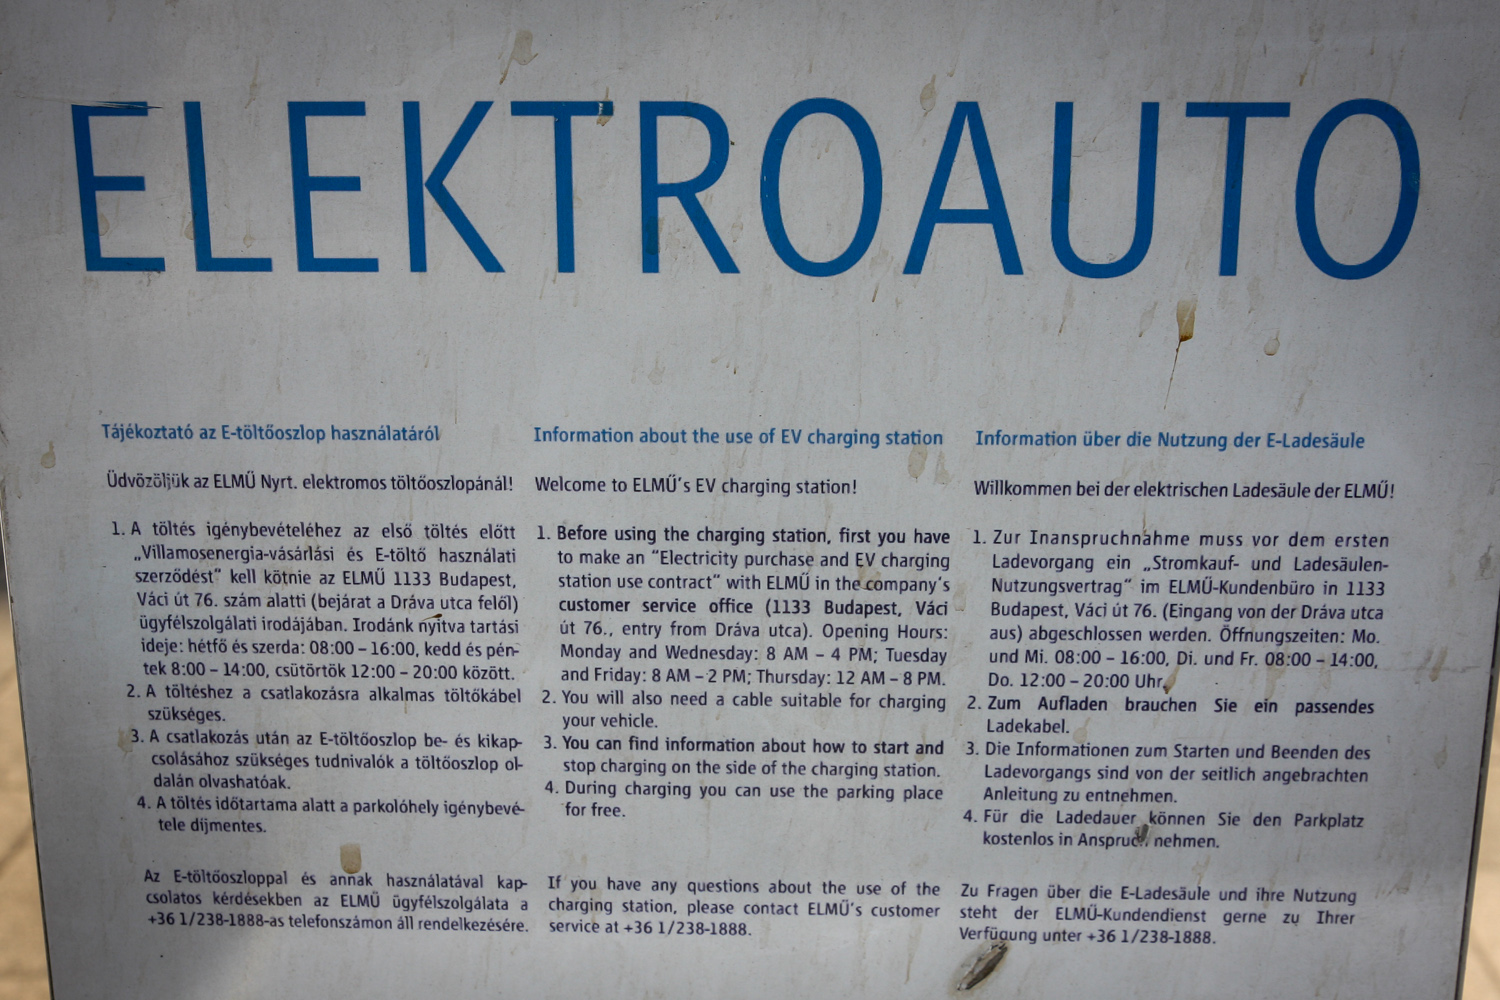 ELEKTROAUTO
Tájékoztató az E-töltőoszlop használatáról
Üdvözöljük az ELMŰ Nyrt. elektromos töltőoszlopánál!
1. A töltés igénybevételéhez az első töltés előtt
„Villamosenergia-vásárlási és E-töltő használati
szerződést" kell kötnie az ELMŰ 1133 Budapest,
Váci út 76. szám alatti (bejárat a Dráva utca felől)
ügyfélszolgálati irodájában. Irodánk nyitva tartási
ideje: hétfő és szerda: 08:00 – 16:00, kedd és pén-
tek 8:00 – 14:00, csütörtök 12:00 – 20:00 között.
2. A töltéshez a csatlakozásra alkalmas töltőkábel
szükséges.
3. A csatlakozás után az E-töltőoszlop be- és kikap-
csolásához szükséges tudnivalók a töltőoszlop ol-
dalán olvashatóak.
4. A töltés időtartama alatt a parkolóhely igénybevé-
tele díjmentes.
Az E-töltőoszloppal és annak használatával kap-
csolatos kérdésekben az ELMŰ ügyfélszolgálata a
+36 1/238-1888-as telefonszámon áll rendelkezésére.
Information about the use of EV charging station
Welcome to ELMŰ's EV charging station!
1. Before using the charging station, first you have
to make an "Electricity purchase and EV charging
station use contract" with ELMŰ in the company's
customer service office (1133 Budapest, Váci
út 76., entry from Dráva utca). Opening Hours:
Monday and Wednesday: 8 AM – 4 PM; Tuesday
and Friday: 8 AM – 2 PM; Thursday: 12 AM – 8 PM.
2. You will also need a cable suitable for charging
your vehicle.
3. You can find information about how to start and
stop charging on the side of the charging station.
4. During charging you can use the parking place
for free.
If you have any questions about the use of the
charging station, please contact ELMŰ's customer
service at +36 1/238-1888.
Information über die Nutzung der E-Ladesäule
Willkommen bei der elektrischen Ladesäule der ELMŰ!
1. Zur Inanspruchnahme muss vor dem ersten
Ladevorgang ein „Stromkauf- und Ladesäulen-
Nutzungsvertrag" im ELMŰ-Kundenbüro in 1133
Budapest, Váci út 76. (Eingang von der Dráva utca
aus) abgeschlossen werden. Öffnungszeiten: Mo.
und Mi. 08:00 – 16:00, Di. und Fr. 08:00 – 14:00,
Do. 12:00 – 20:00 Uhr.
2. Zum Aufladen brauchen Sie ein passendes
Ladekabel.
3. Die Informationen zum Starten und Beenden des
Ladevorgangs sind von der seitlich angebrachten
Anleitung zu entnehmen.
4. Für die Ladedauer können Sie den Parkplatz
kostenlos in Anspruch nehmen.
Zu Fragen über die E-Ladesäule und ihre Nutzung
steht der ELMŰ-Kundendienst gerne zu Ihrer
Verfügung unter +36 1/238-1888.